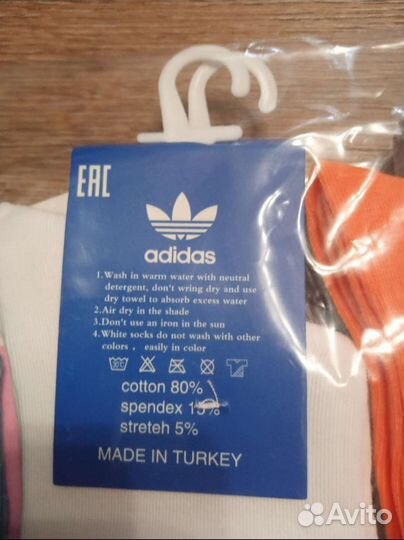 EAC
adidas
1.Wash in warm water with neutral
detergent, don't wring dry and use
dry towel to absorb excess water
2.Air dry in the shade
3.Don't use an iron in the sun
4.White socks do not wash with other
colors , easily in color
cotton 80%
spendex 15%
streteh 5%
MADE IN TURKEY
Avito